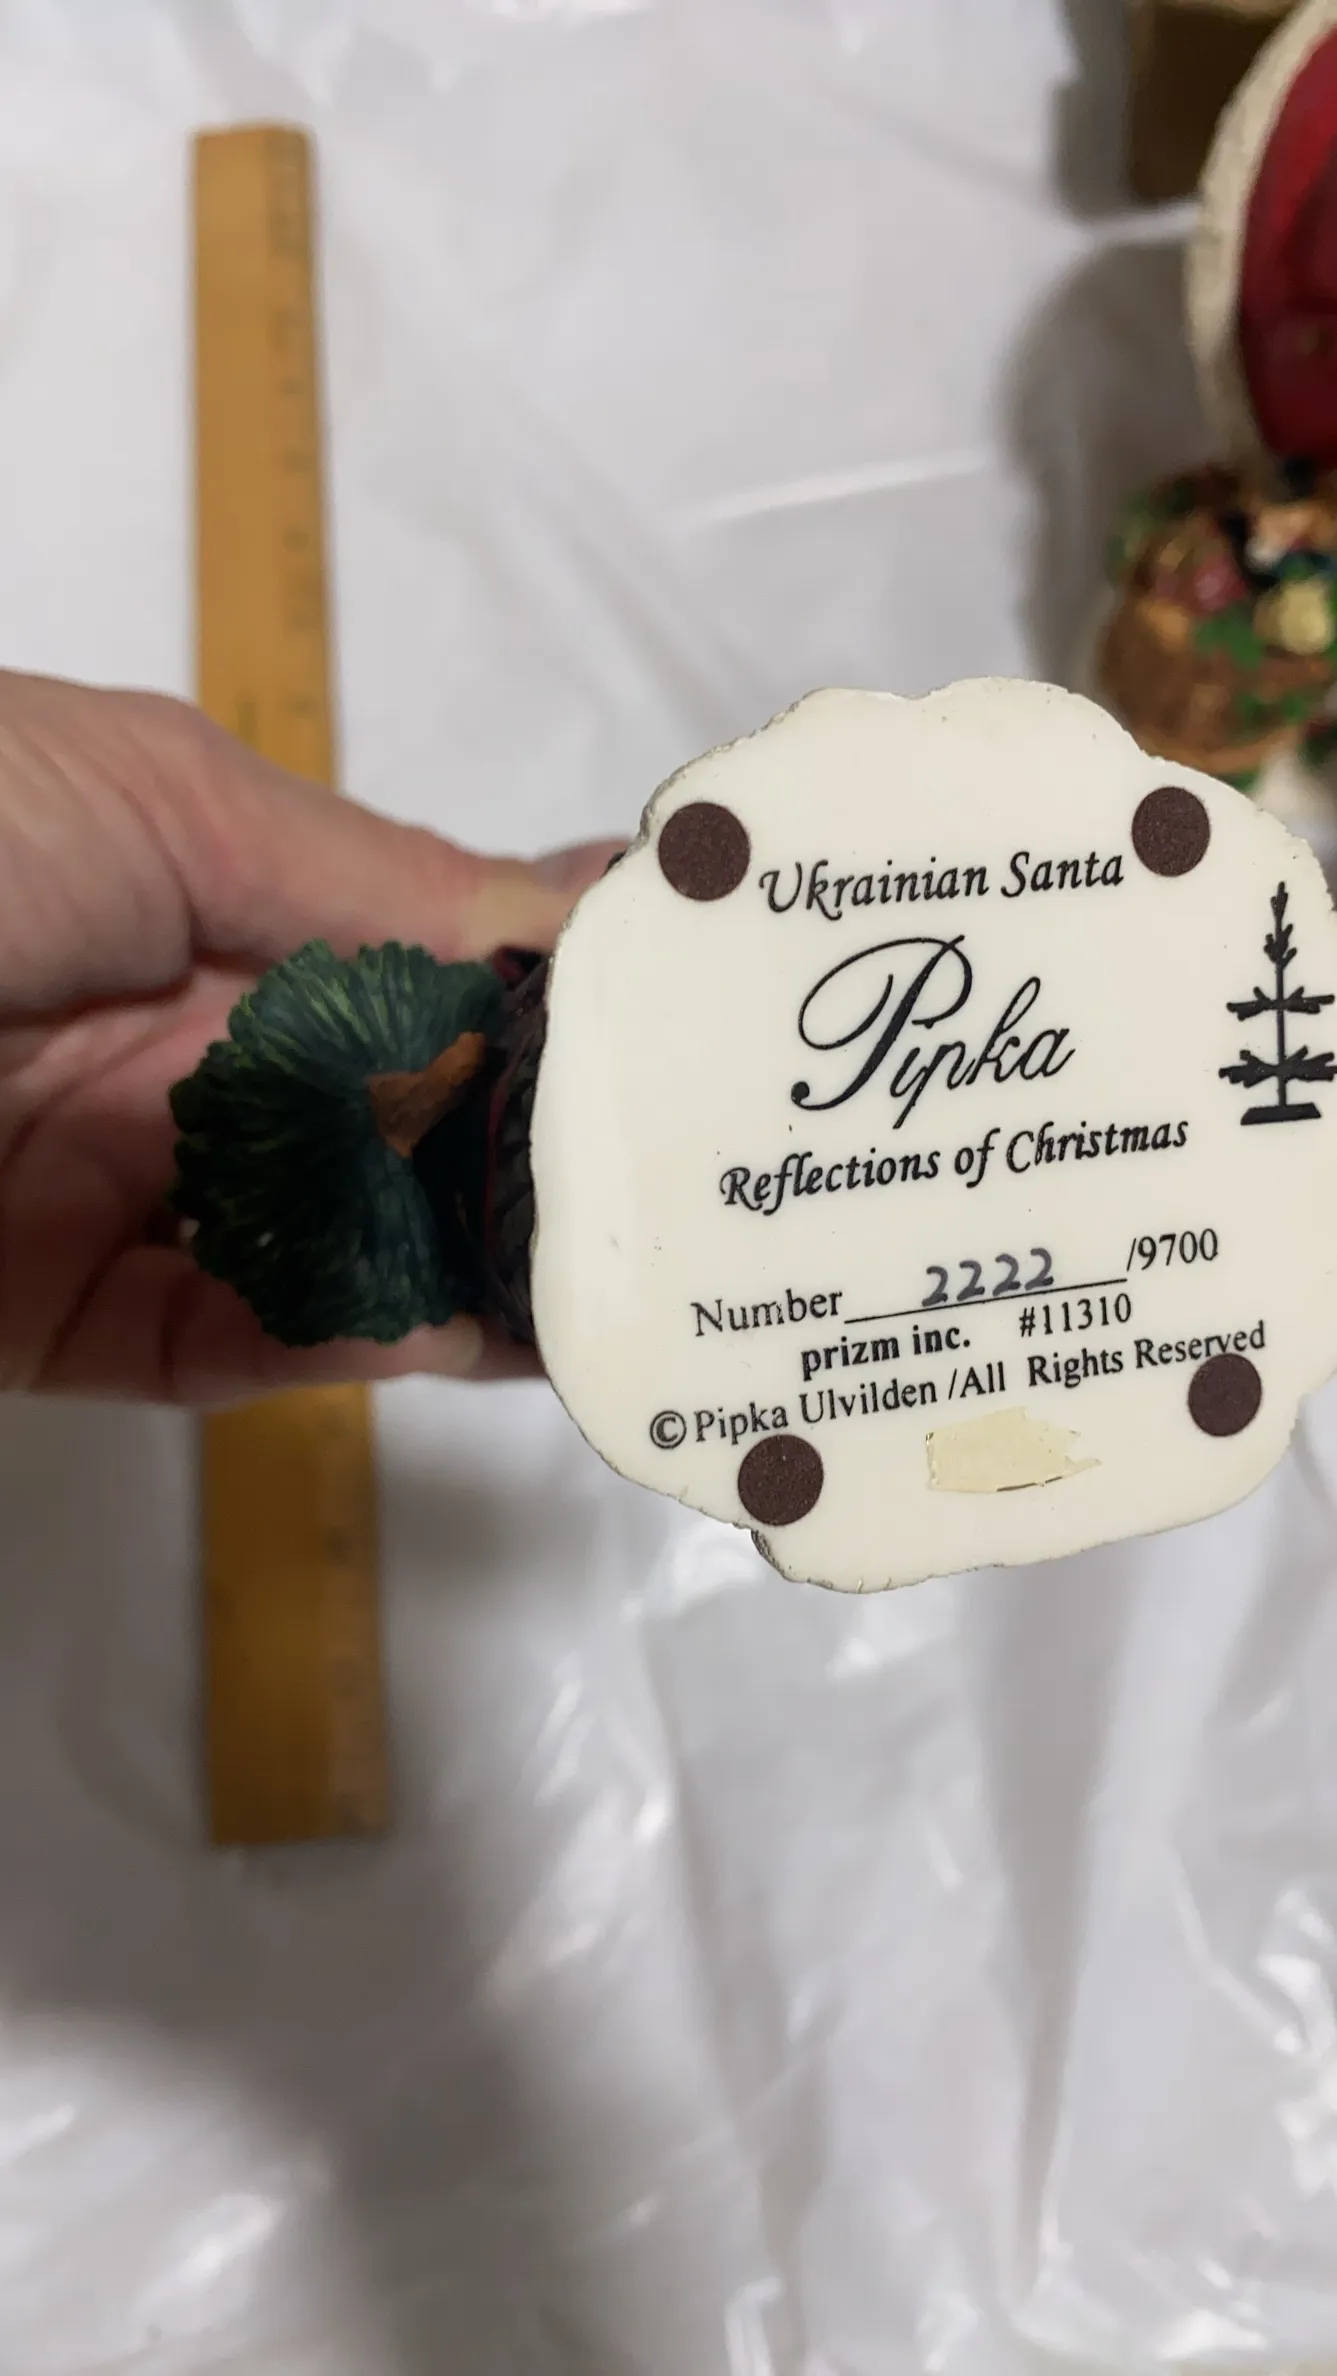 Ukrainian Santa
Pipka
Reflections of Christmas
Number 2222 /9700
prizm inc. #11310
©Pipka Ulvilden /All Rights Reserved